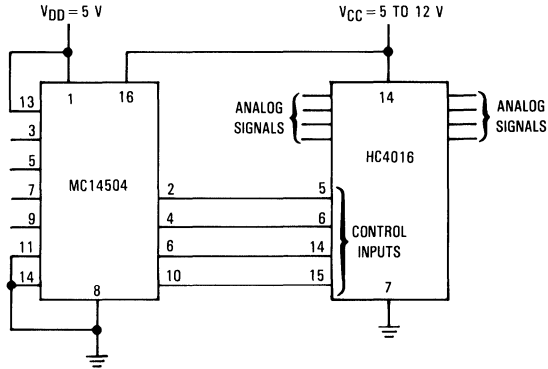 VDD = 5 V
VCC = 5 TO 12 V
13
1
16
14
3
5
7
9
11
14
MC14504
2
4
6
10
8
ANALOG
SIGNALS
HC4016
ANALOG
SIGNALS
5
6
14
15
CONTROL
INPUTS
7